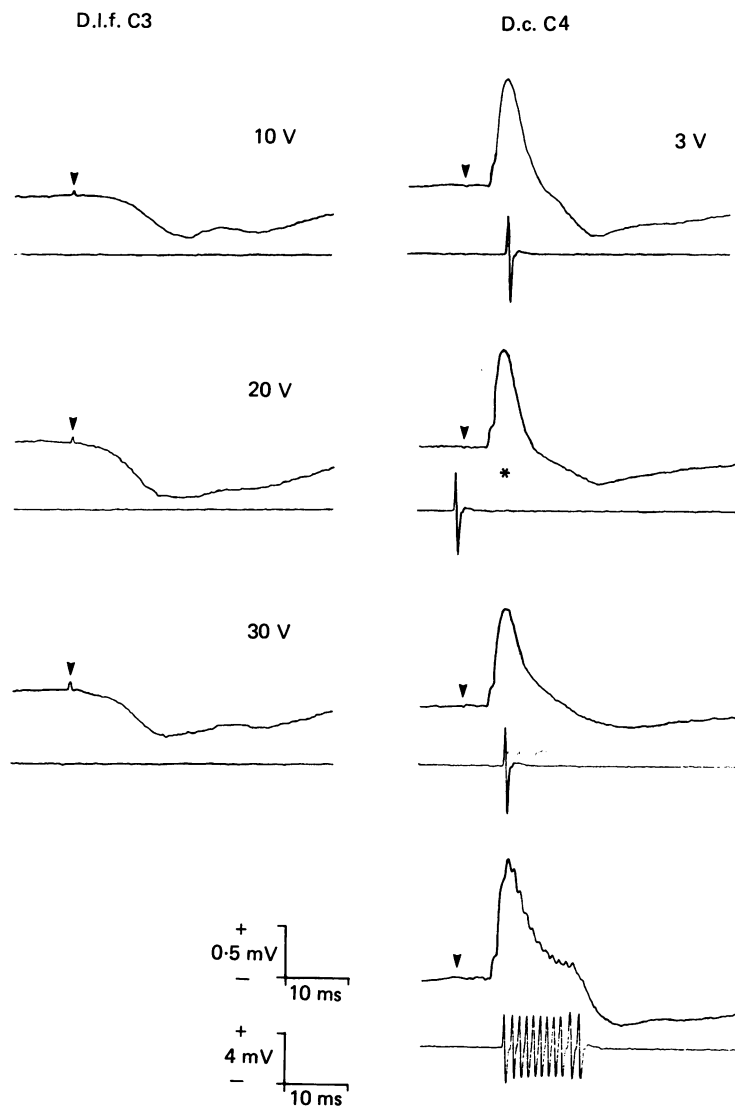 D.l.f. C3
D.c. C4
10 V
3 V
20 V
*
30 V
+
0·5 mV
−
10 ms
+
4 mV
−
10 ms